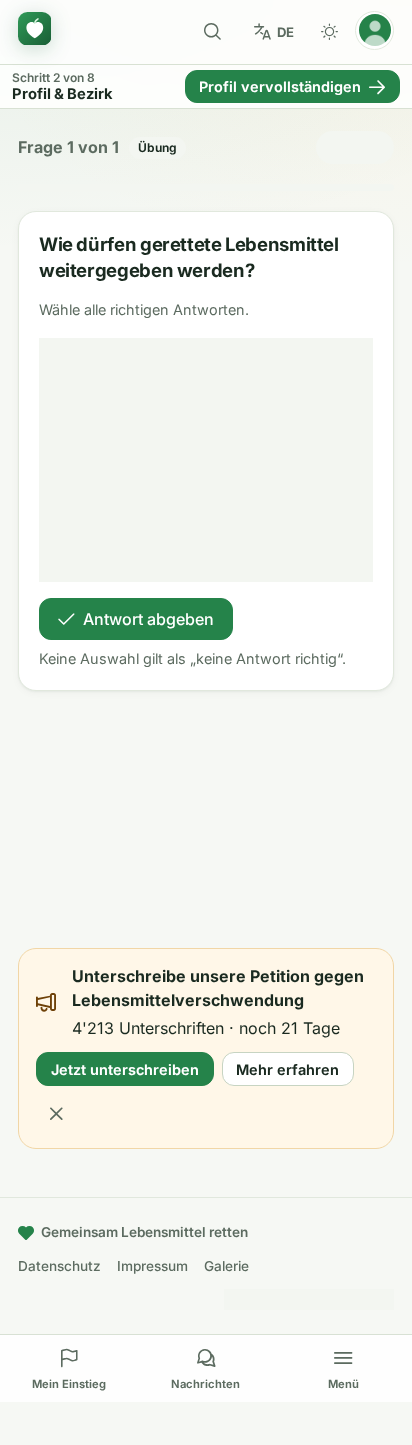 DE
Schritt 2 von 8
Profil & Bezirk
Profil vervollständigen
Frage 1 von 1
Übung
Wie dürfen gerettete Lebensmittel
weitergegeben werden?
Wähle alle richtigen Antworten.
Antwort abgeben
Keine Auswahl gilt als „keine Antwort richtig“.
Unterschreibe unsere Petition gegen
Lebensmittelverschwendung
4'213 Unterschriften · noch 21 Tage
Jetzt unterschreiben
Mehr erfahren
Gemeinsam Lebensmittel retten
Datenschutz Impressum Galerie
Mein Einstieg Nachrichten Menü